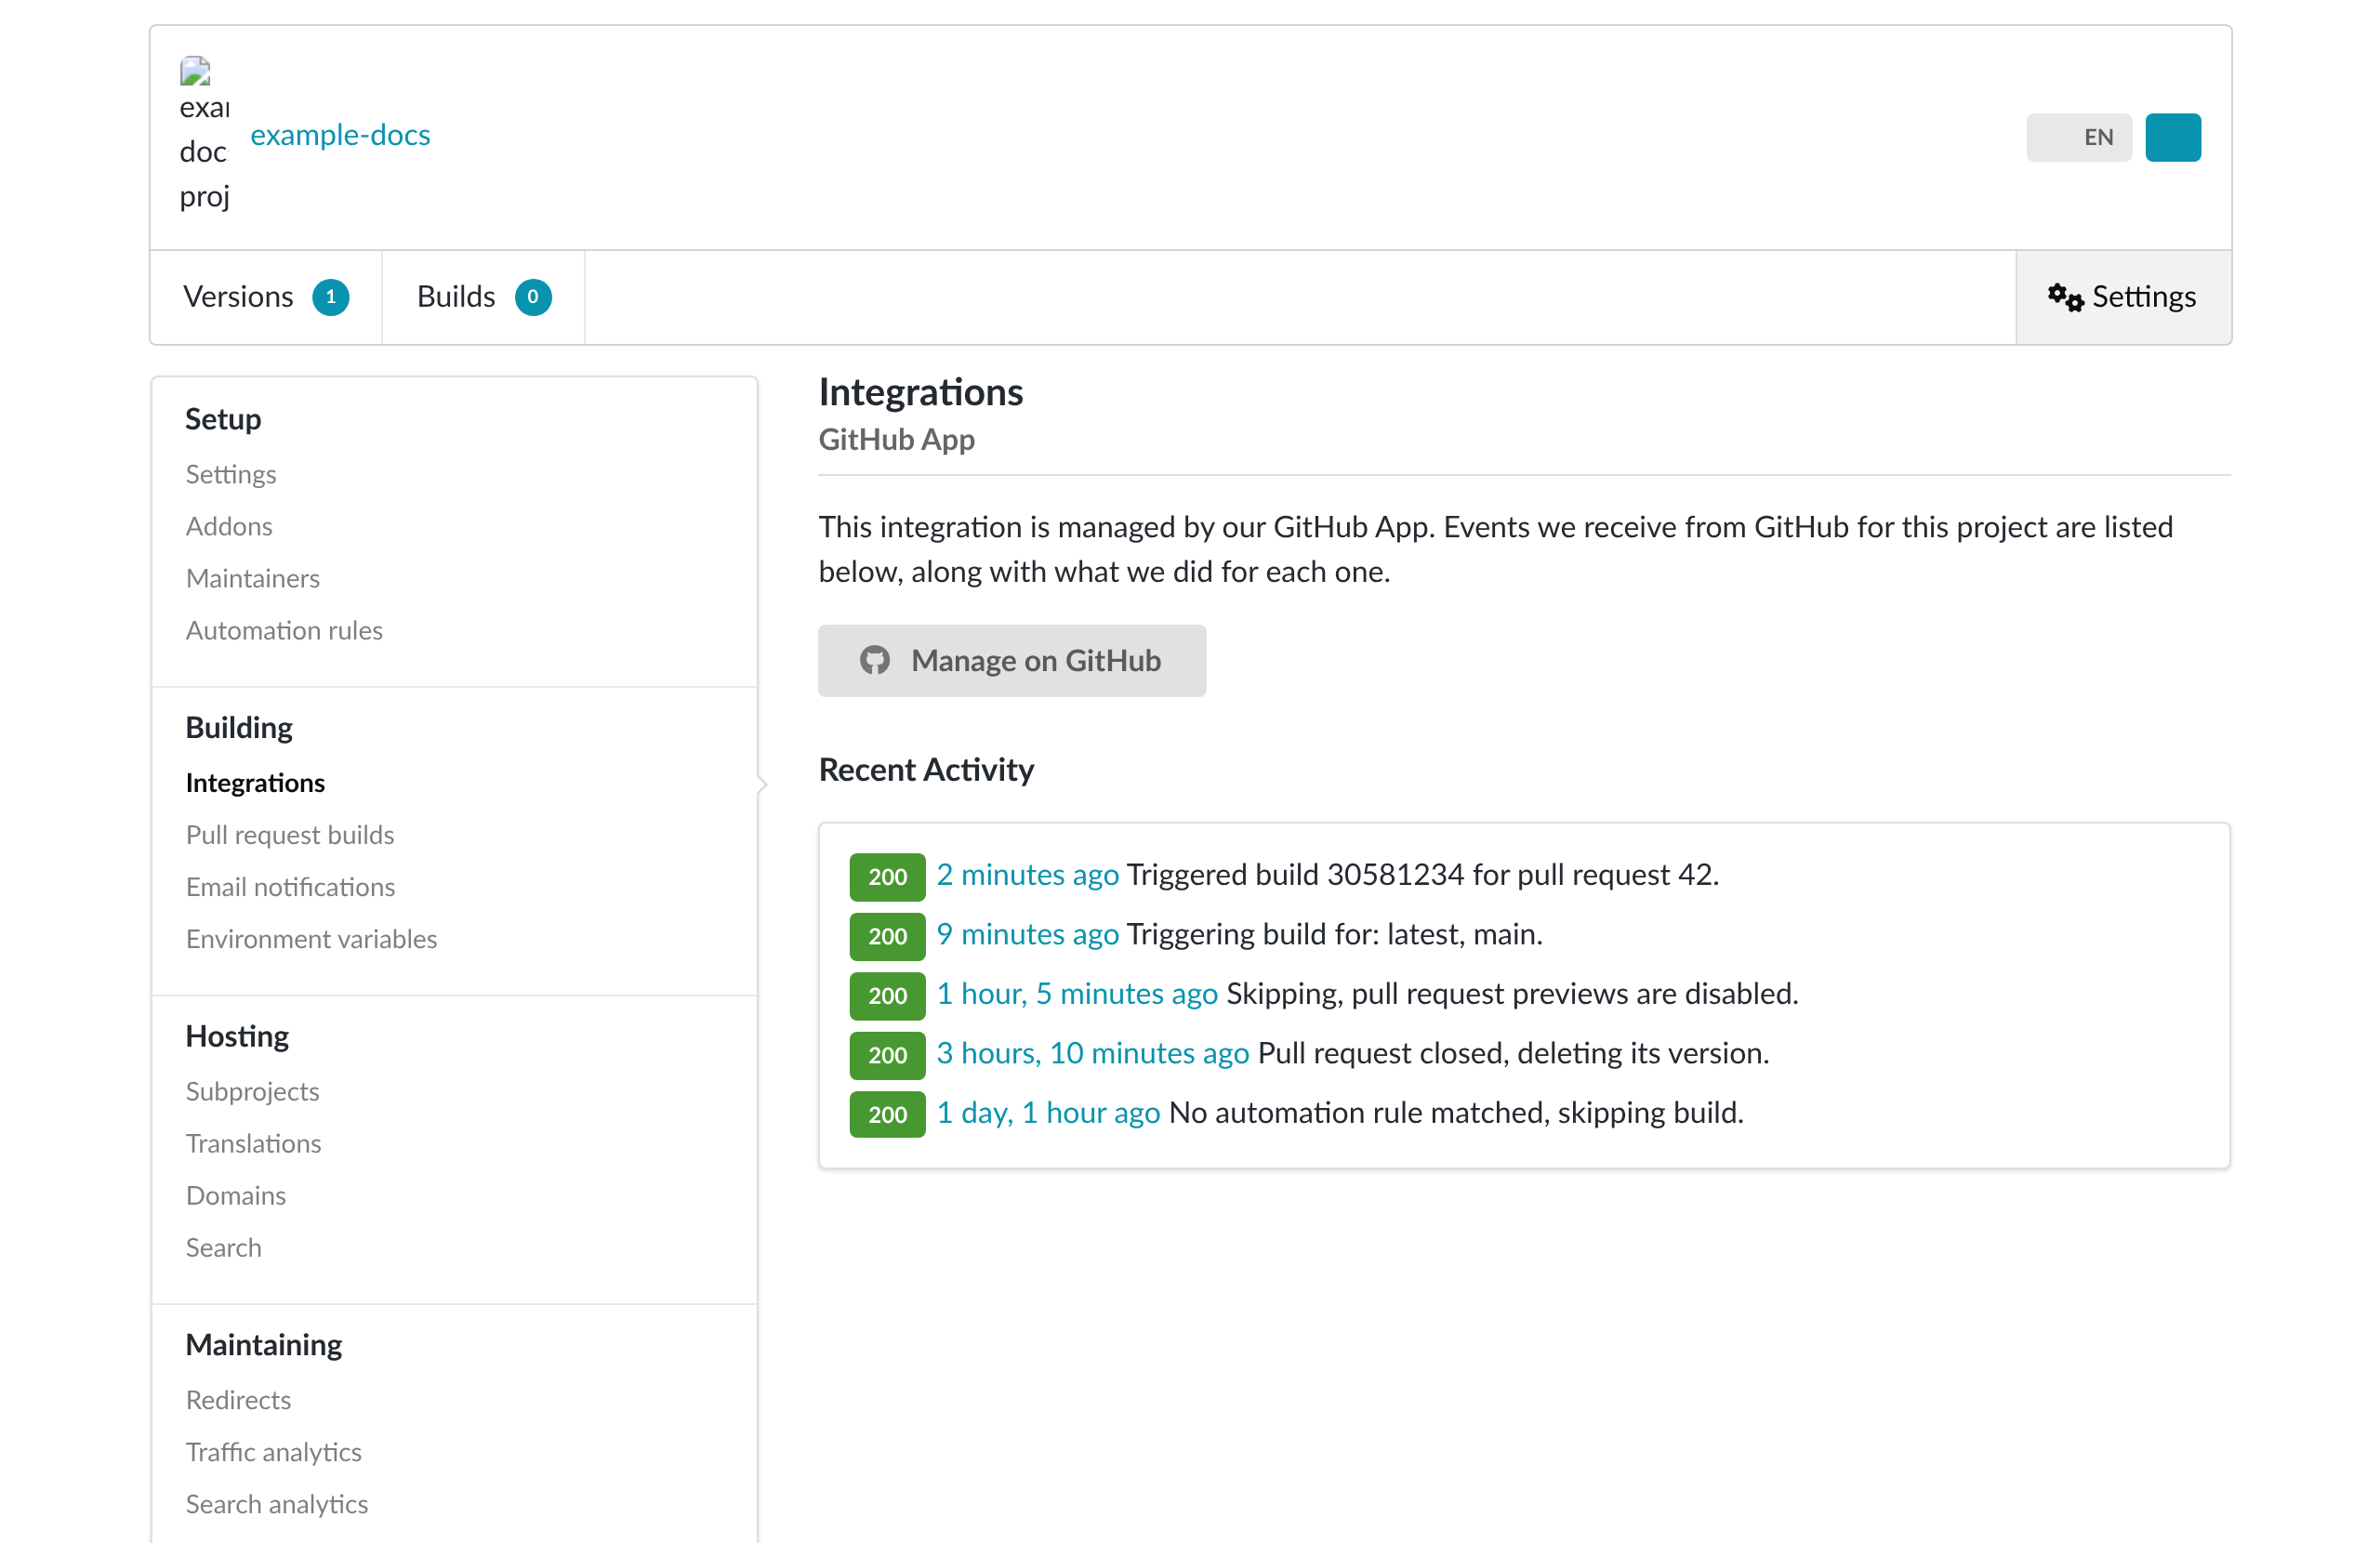 exam
docs
proj
example-docs
EN
Versions 1
Builds 0
Settings
Setup
Settings
Addons
Maintainers
Automation rules
Building
Integrations
Pull request builds
Email notifications
Environment variables
Hosting
Subprojects
Translations
Domains
Search
Maintaining
Redirects
Traffic analytics
Search analytics
Integrations
GitHub App
This integration is managed by our GitHub App. Events we receive from GitHub for this project are listed
below, along with what we did for each one.
Manage on GitHub
Recent Activity
200 2 minutes ago Triggered build 30581234 for pull request 42.
200 9 minutes ago Triggering build for: latest, main.
200 1 hour, 5 minutes ago Skipping, pull request previews are disabled.
200 3 hours, 10 minutes ago Pull request closed, deleting its version.
200 1 day, 1 hour ago No automation rule matched, skipping build.